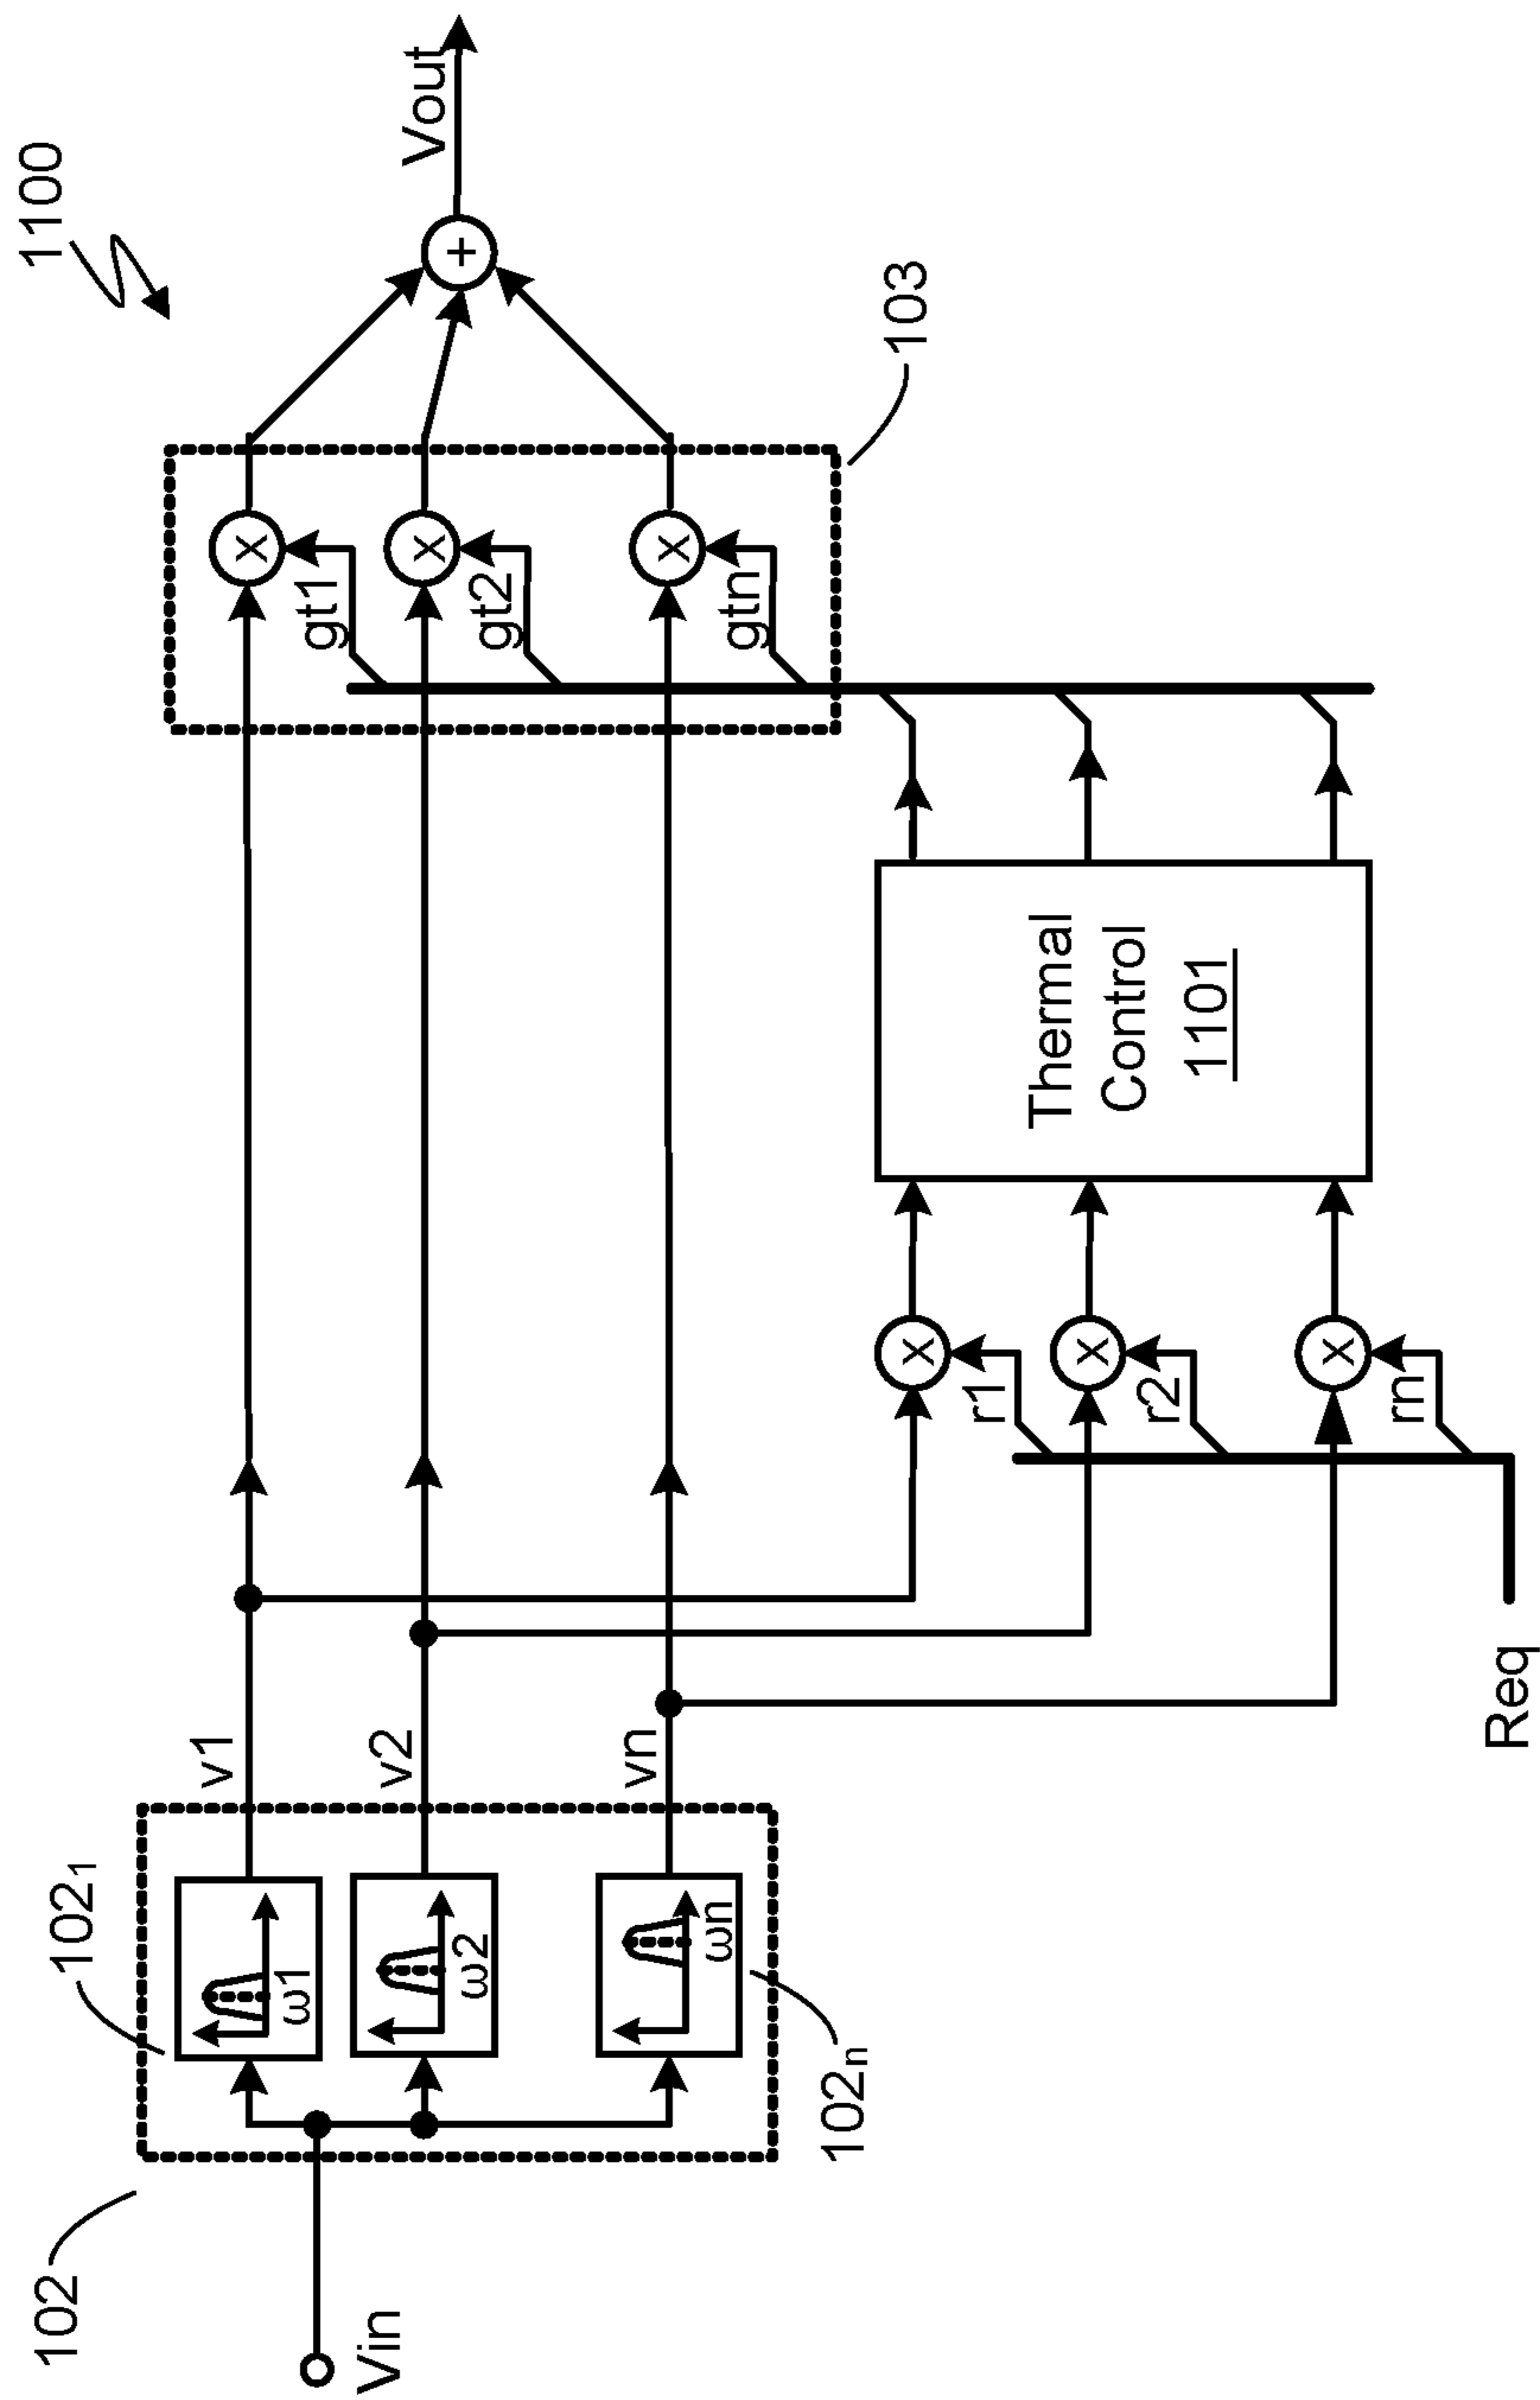 1100
102
102₁
Vin
ω1
ω2
ωn
102ₙ
v1
v2
vn
gt1
gt2
gtn
103
+
Vout
x
x
x
x
x
x
r1
r2
rn
Req
Thermal
Control
1101